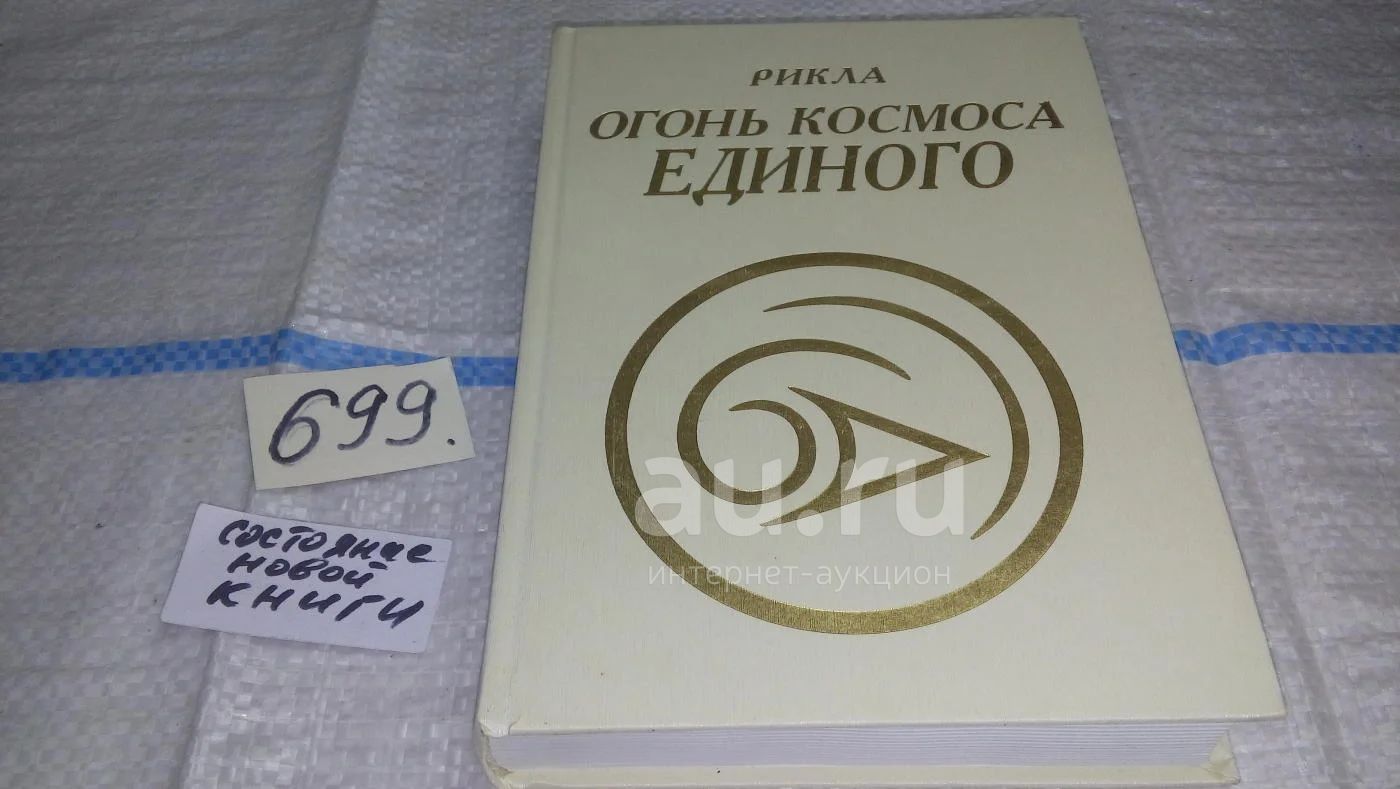 РИКЛА
ОГОНЬ КОСМОСА
ЕДИНОГО
699.
состояние
новой
книги
au.ru
интернет-аукцион